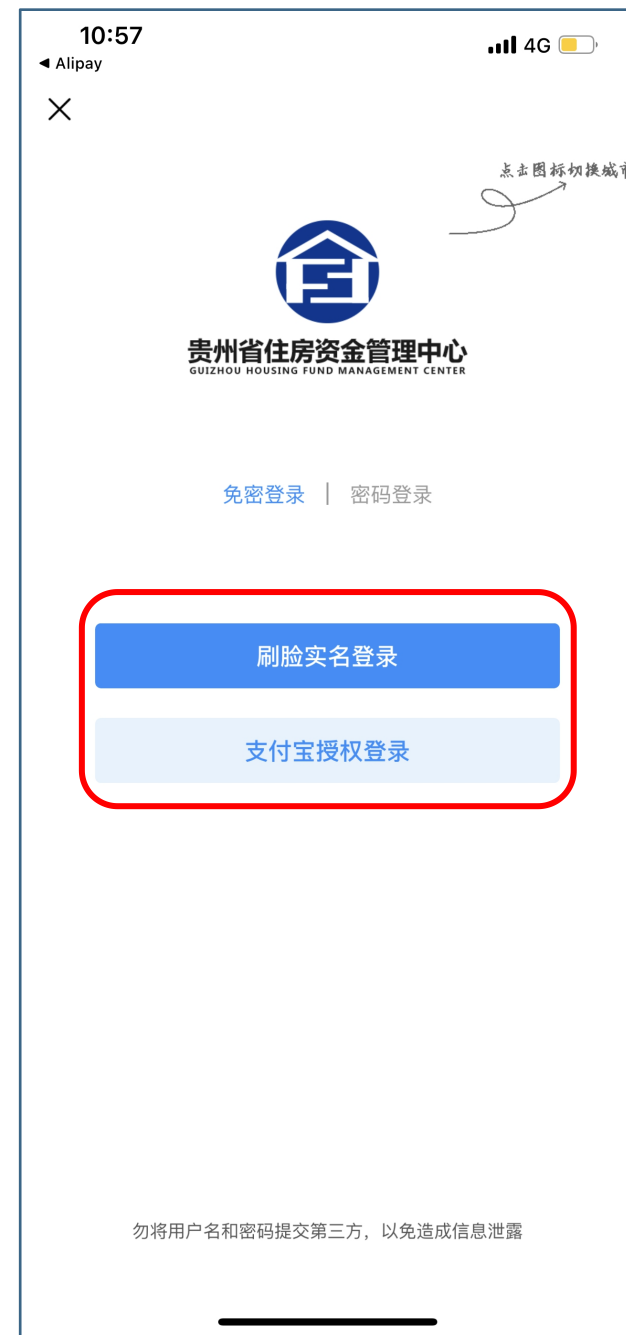 10:57
4G
◀ Alipay
点击图标切换城市
贵州省住房资金管理中心
GUIZHOU HOUSING FUND MANAGEMENT CENTER
免密登录 | 密码登录
刷脸实名登录
支付宝授权登录
勿将用户名和密码提交第三方，以免造成信息泄露